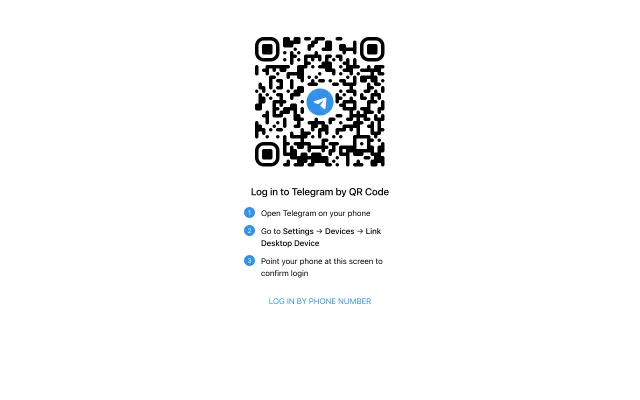 Log in to Telegram by QR Code
1 Open Telegram on your phone
2 Go to Settings → Devices → Link
Desktop Device
3 Point your phone at this screen to
confirm login
LOG IN BY PHONE NUMBER